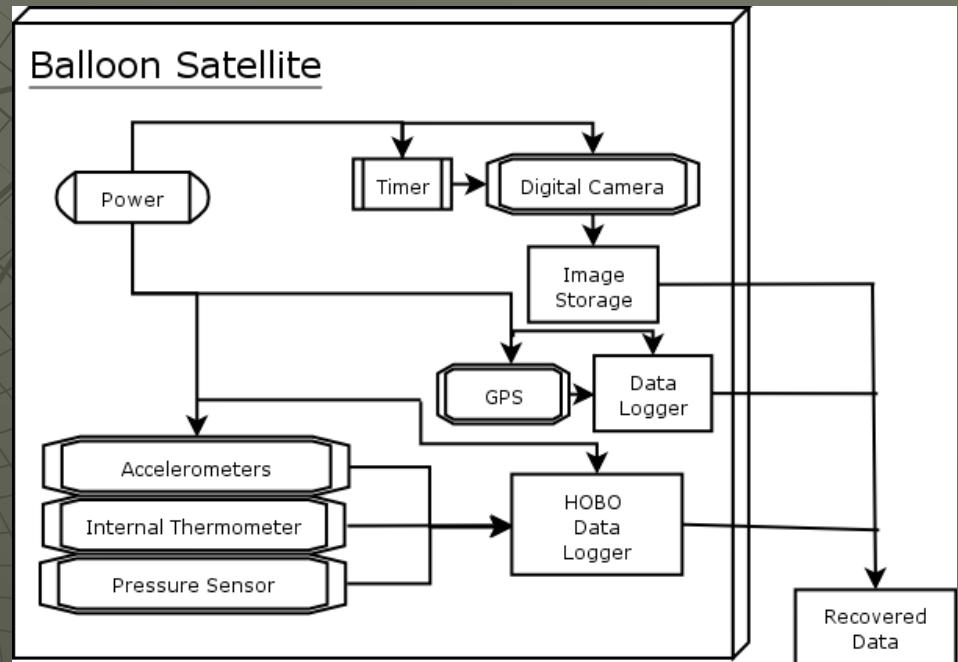 Balloon Satellite
Power
Timer
Digital Camera
Image
Storage
GPS
Data
Logger
Accelerometers
Internal Thermometer
Pressure Sensor
HOBO
Data
Logger
Recovered
Data